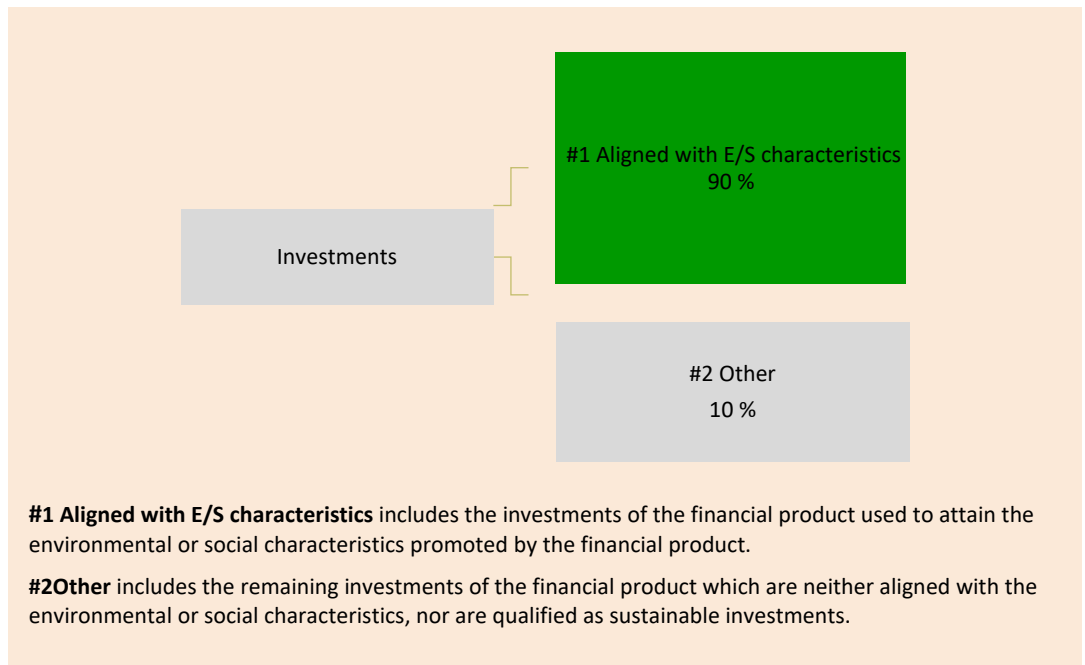 #1 Aligned with E/S characteristics
90 %
Investments
#2 Other
10 %
#1 Aligned with E/S characteristics includes the investments of the financial product used to attain the
environmental or social characteristics promoted by the financial product.
#2Other includes the remaining investments of the financial product which are neither aligned with the
environmental or social characteristics, nor are qualified as sustainable investments.